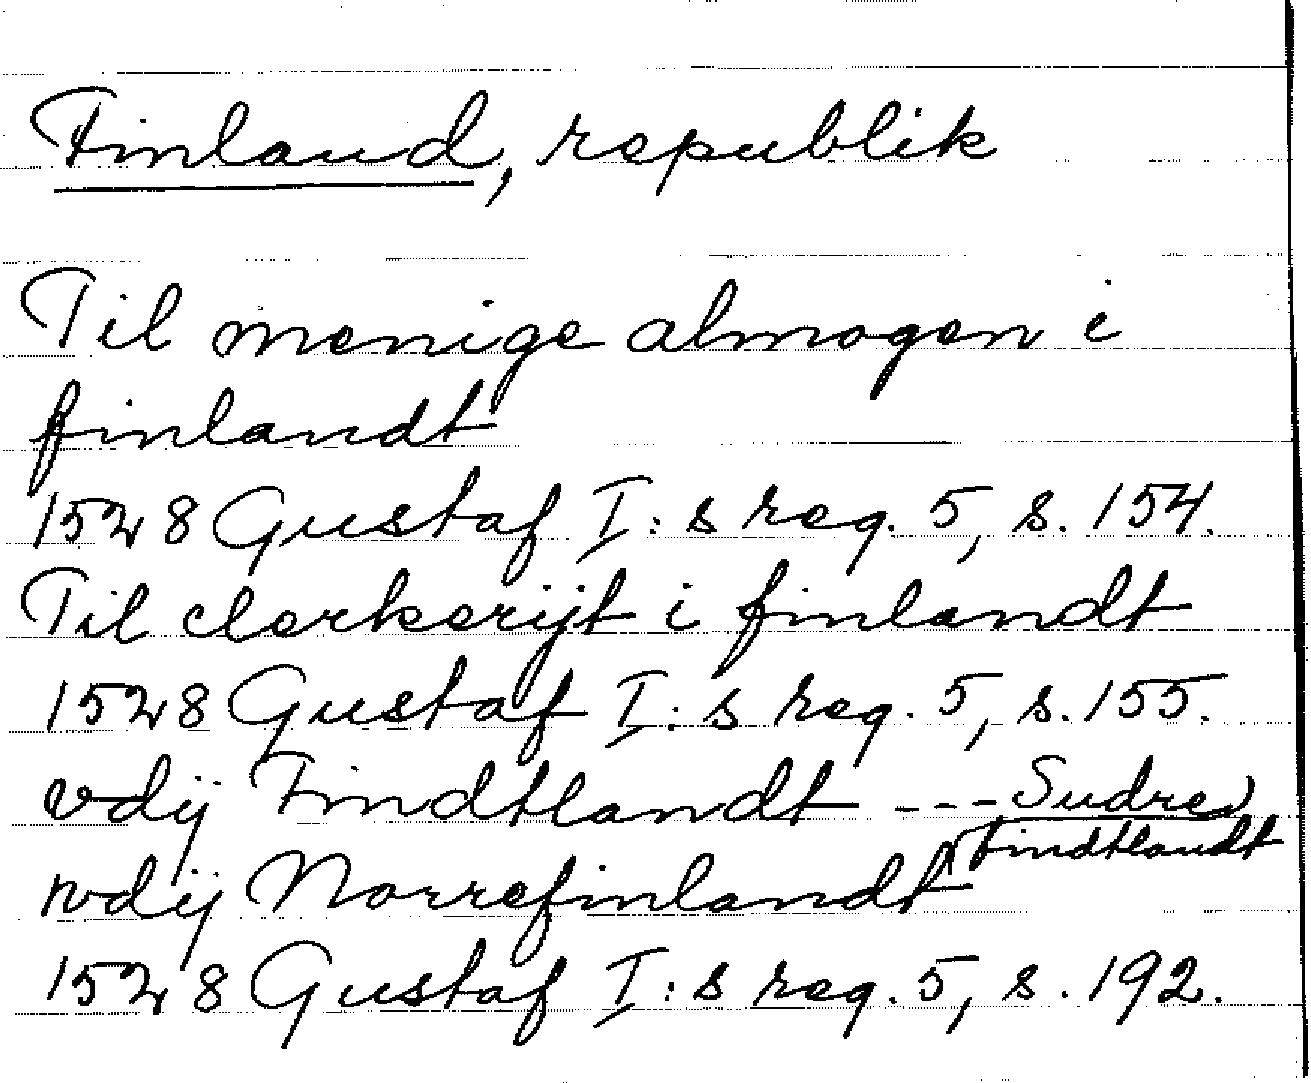 Finland, republik
Til menige almogen i
finlandt
1528 Gustaf I:s reg. 5, s. 154.
Til clerkerijt i finlandt
1528 Gustaf I:s reg. 5, s. 155.
vdij Findtlandt --- Sudre
Findtlandt
wdij Norrefinlandt
1528 Gustaf I:s reg. 5, s. 192.